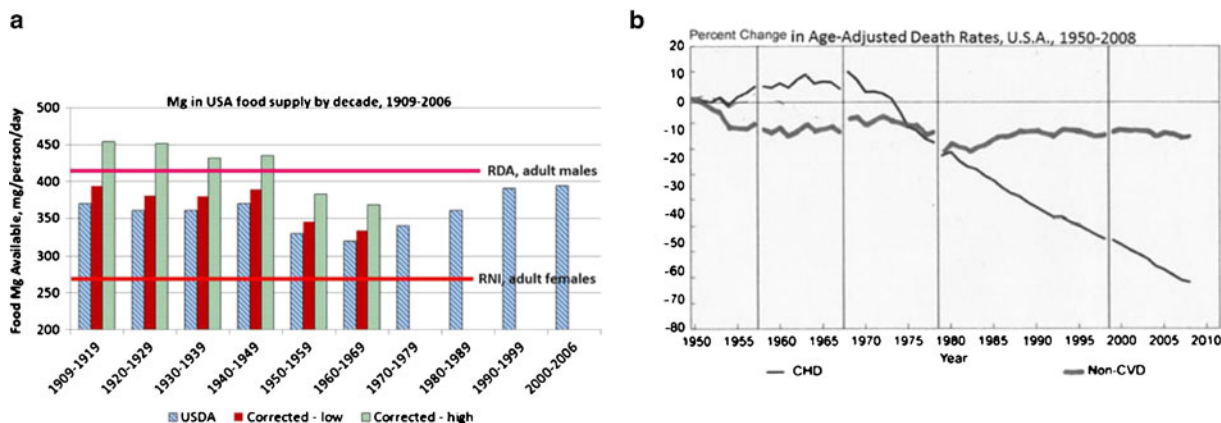 a
Mg in USA food supply by decade, 1909-2006
Food Mg Available, mg/person/day
500
450
400
350
300
250
200
RDA, adult males
RNI, adult females
1909-1919
1920-1929
1930-1939
1940-1949
1950-1959
1960-1969
1970-1979
1980-1989
1990-1999
2000-2006
USDA Corrected - low Corrected - high
b
Percent Change in Age-Adjusted Death Rates, U.S.A., 1950-2008
20
10
0
-10
-20
-30
-40
-50
-60
-70
-80
1950 1955 1960 1965 1970 1975 1980 1985 1990 1995 2000 2005 2010
Year
CHD Non-CVD